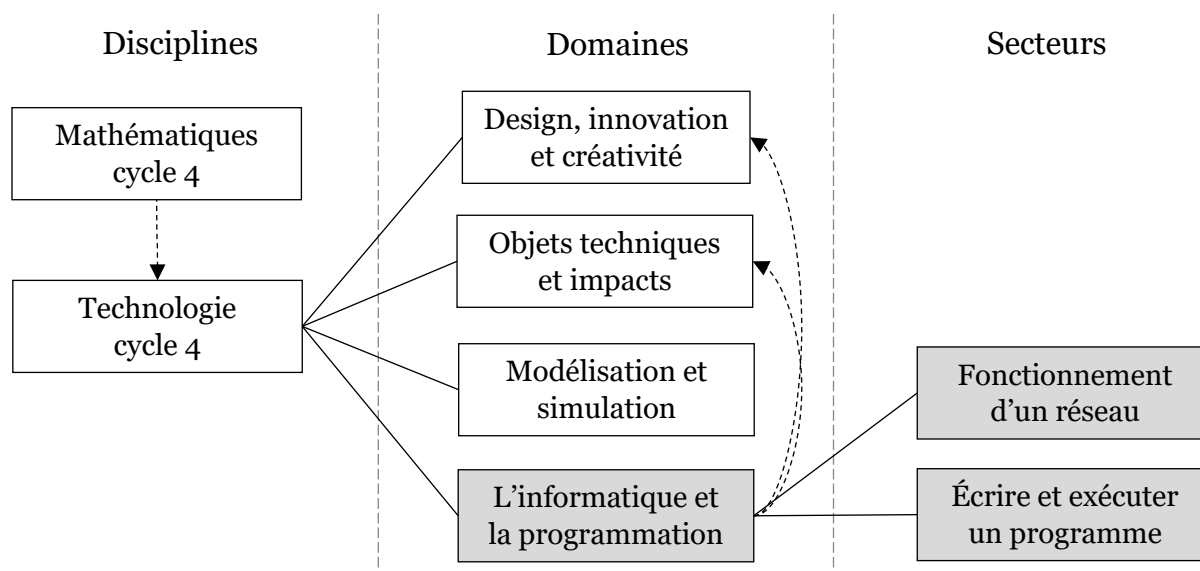 Disciplines
Domaines
Secteurs
Mathématiques
cycle 4
Technologie
cycle 4
Design, innovation
et créativité
Objets techniques
et impacts
Modélisation et
simulation
L’informatique et
la programmation
Fonctionnement
d’un réseau
Écrire et exécuter
un programme